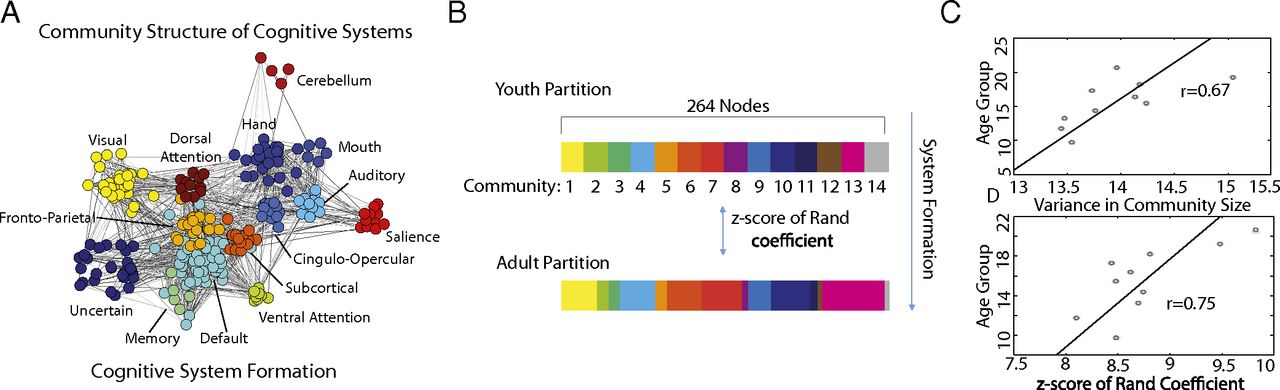 A
Community Structure of Cognitive Systems
Cerebellum
Hand
Visual
Dorsal
Attention
Mouth
Auditory
Fronto-Parietal
Salience
Cingulo-Opercular
Subcortical
Uncertain
Ventral Attention
Memory
Default
Cognitive System Formation
B
Youth Partition
264 Nodes
Community: 1 2 3 4 5 6 7 8 9 10 11 12 13 14
z-score of Rand
coefficient
System Formation
Adult Partition
C
Age Group
25
20
15
10
5
r=0.67
13 13.5 14 14.5 15 15.5
Variance in Community Size
D
Age Group
22
18
14
10
r=0.75
7.5 8 8.5 9 9.5 10
z-score of Rand Coefficient